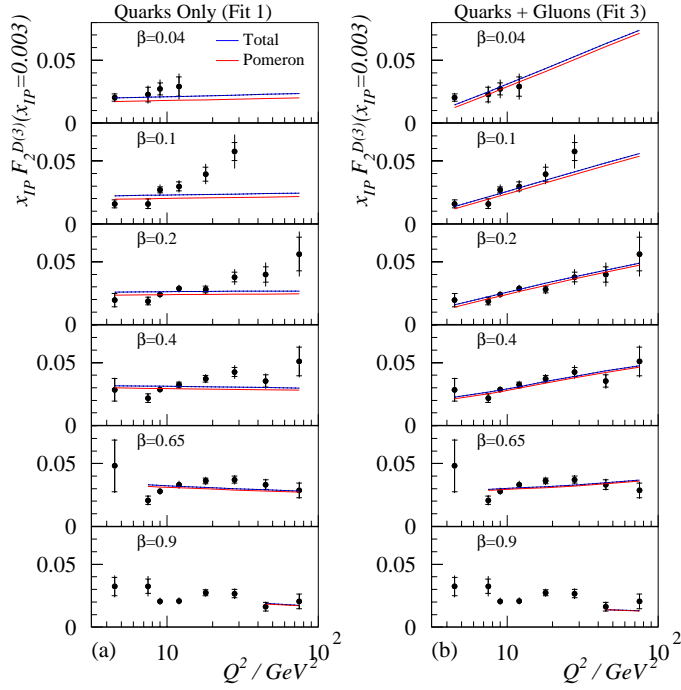 Quarks Only (Fit 1)
Quarks + Gluons (Fit 3)
x_IP F_2^D(3)(x_IP=0.003)
x_IP F_2^D(3)(x_IP=0.003)
β=0.04
Total
Pomeron
0.05
0
β=0.1
0.05
0
β=0.2
0.05
0
β=0.4
0.05
0
β=0.65
0.05
0
β=0.9
0.05
0
(a)
10
10^2
Q^2 / GeV^2
β=0.04
Total
Pomeron
0.05
0
β=0.1
0.05
0
β=0.2
0.05
0
β=0.4
0.05
0
β=0.65
0.05
0
β=0.9
0.05
0
(b)
10
10^2
Q^2 / GeV^2